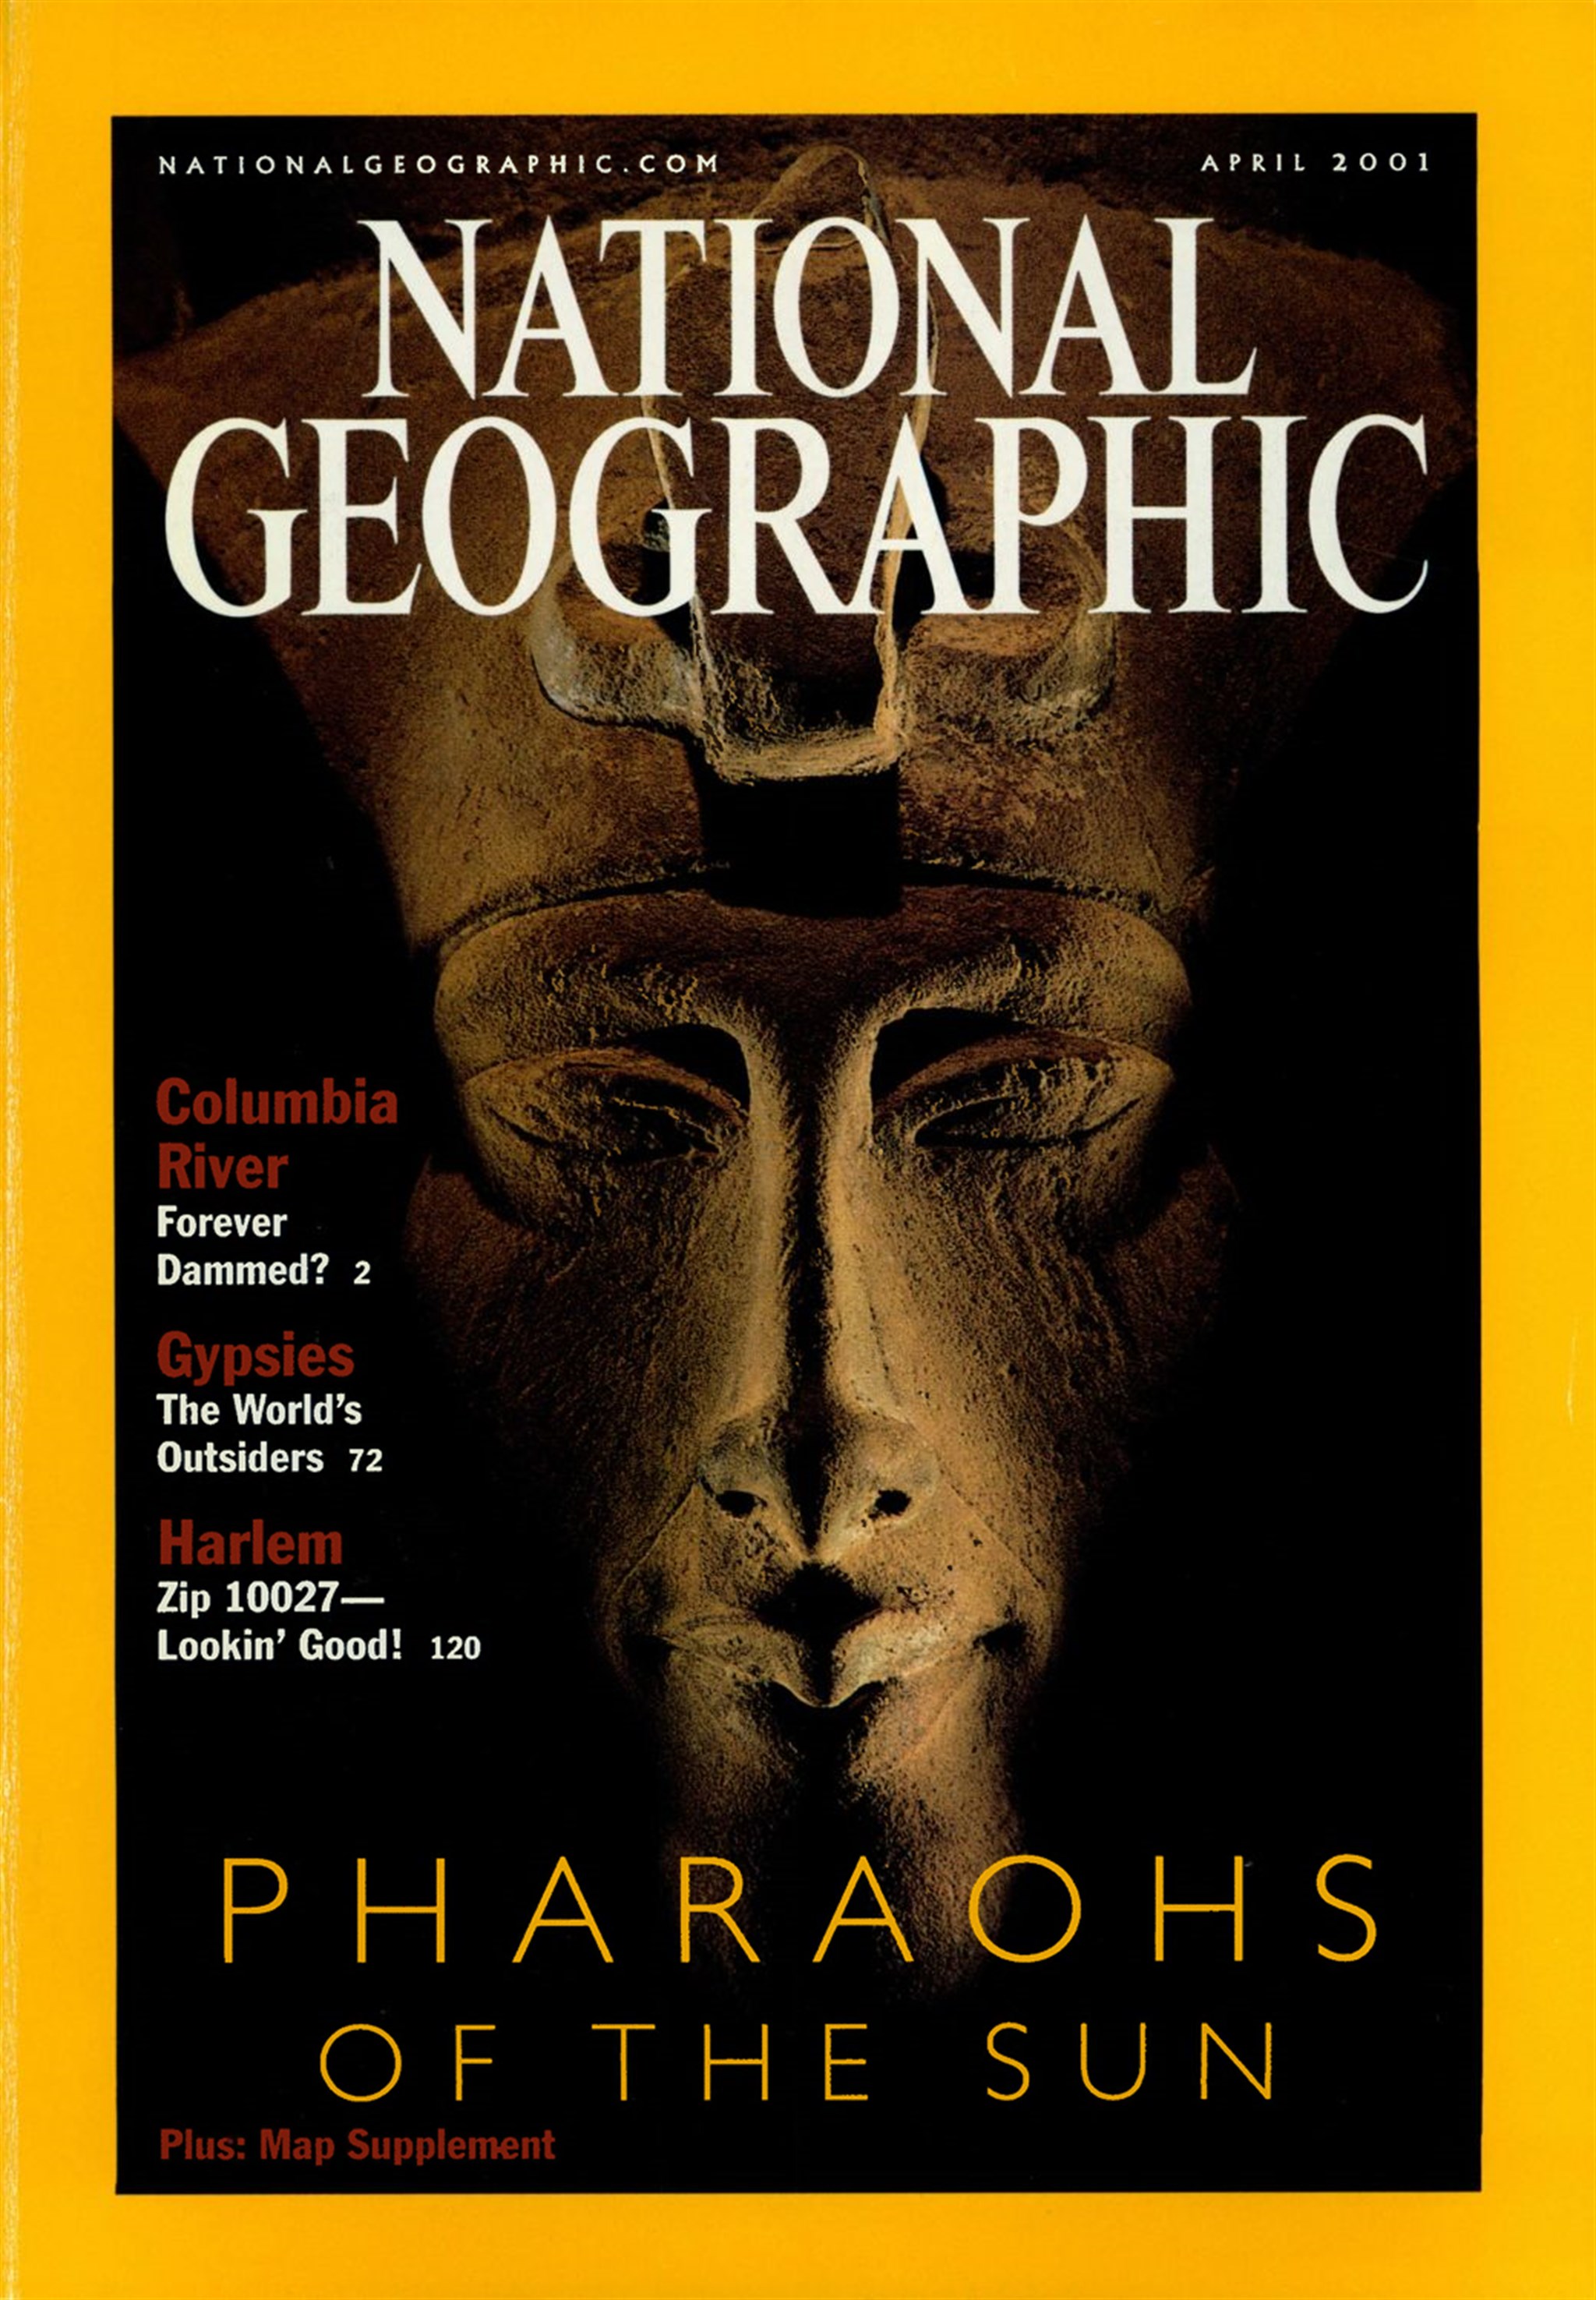 NATIONALGEOGRAPHIC.COM
APRIL 2001
NATIONAL
GEOGRAPHIC
Columbia
River
Forever
Dammed? 2
Gypsies
The World's
Outsiders 72
Harlem
Zip 10027—
Lookin' Good! 120
PHARAOHS
OF THE SUN
Plus: Map Supplement